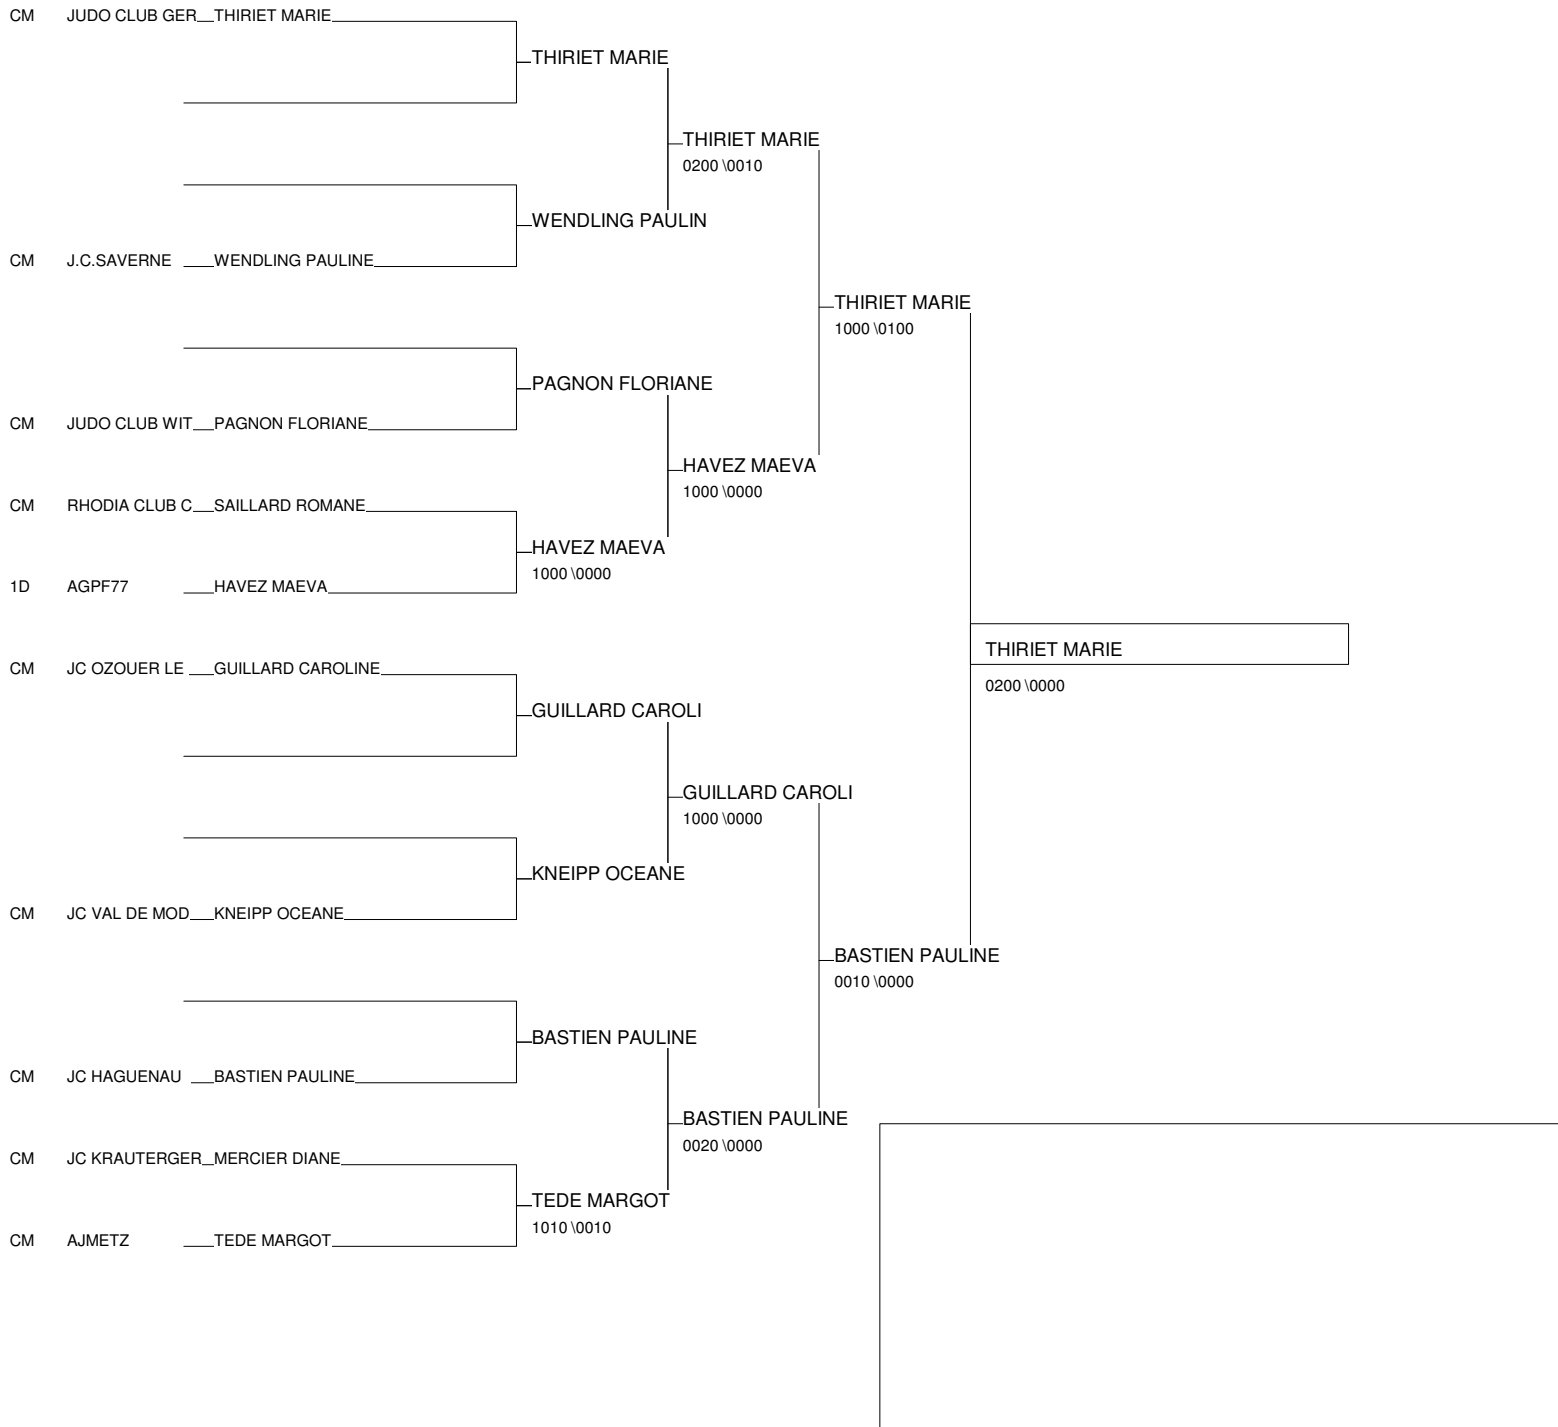 CM JUDO CLUB GER THIRIET MARIE
THIRIET MARIE
THIRIET MARIE
0200 \0010
WENDLING PAULIN
CM J.C.SAVERNE WENDLING PAULINE
THIRIET MARIE
1000 \0100
PAGNON FLORIANE
CM JUDO CLUB WIT PAGNON FLORIANE
HAVEZ MAEVA
1000 \0000
CM RHODIA CLUB C SAILLARD ROMANE
HAVEZ MAEVA
1000 \0000
1D AGPF77 HAVEZ MAEVA
THIRIET MARIE
0200 \0000
CM JC OZOUER LE GUILLARD CAROLINE
GUILLARD CAROLI
GUILLARD CAROLI
1000 \0000
KNEIPP OCEANE
CM JC VAL DE MOD KNEIPP OCEANE
BASTIEN PAULINE
0010 \0000
BASTIEN PAULINE
CM JC HAGUENAU BASTIEN PAULINE
BASTIEN PAULINE
0020 \0000
CM JC KRAUTERGER MERCIER DIANE
TEDE MARGOT
1010 \0010
CM AJMETZ TEDE MARGOT